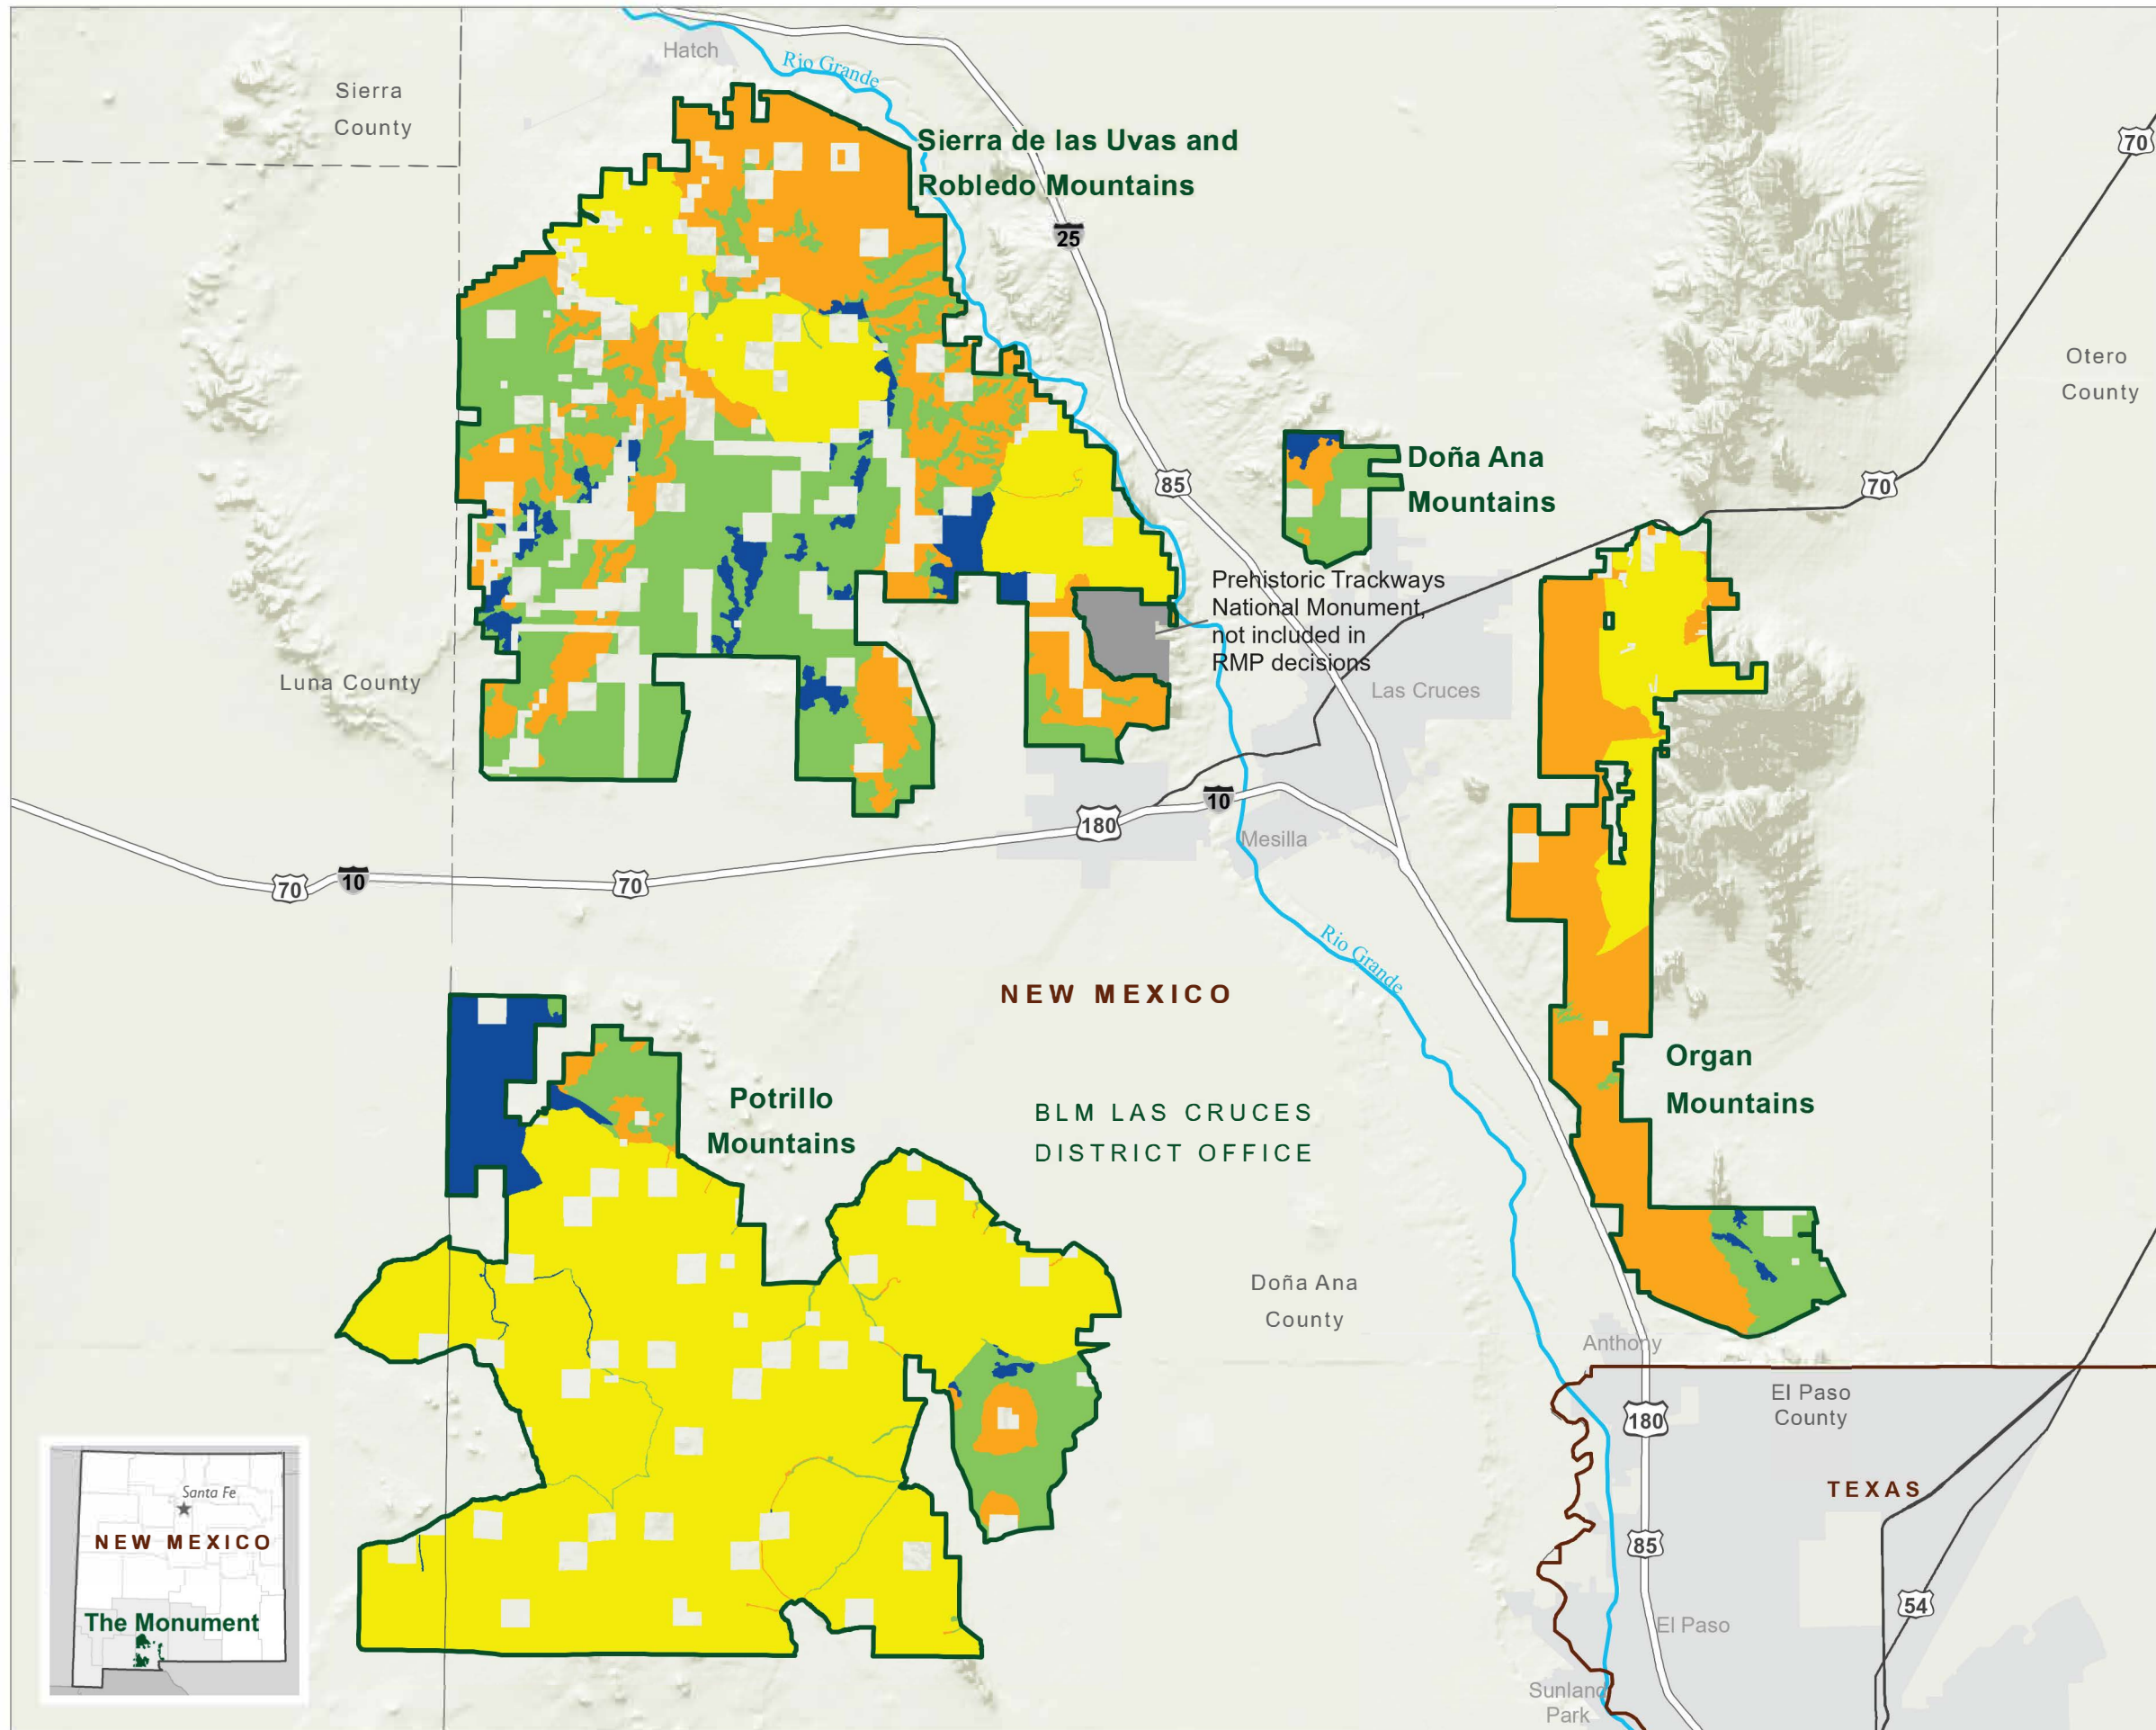 Hatch
Rio Grande
Sierra
County
Sierra de las Uvas and
Robledo Mountains
70
25
Otero
County
85
Doña Ana
Mountains
70
Prehistoric Trackways
National Monument,
not included in
RMP decisions
Luna County
Las Cruces
10
180
Mesilla
70
10
70
Rio Grande
NEW MEXICO
Organ
Mountains
Potrillo
Mountains
BLM LAS CRUCES
DISTRICT OFFICE
Doña Ana
County
Anthony
El Paso
County
180
TEXAS
Santa Fe
NEW MEXICO
The Monument
85
54
El Paso
Sunland
Park